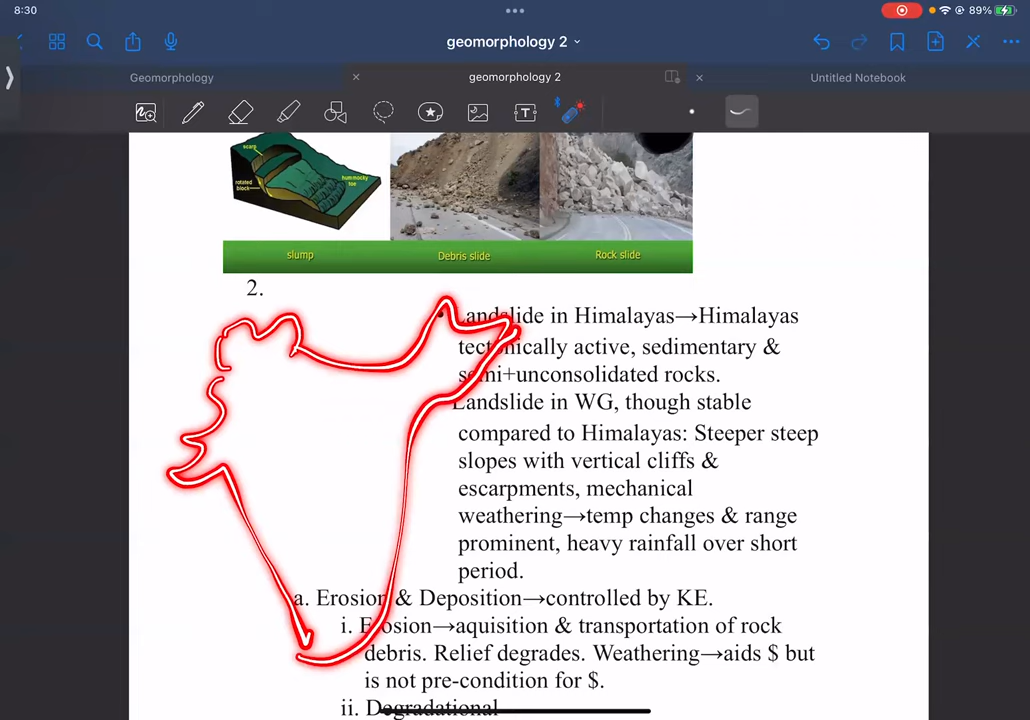 8:30
89%
geomorphology 2
Geomorphology
geomorphology 2
Untitled Notebook
scarp
rotated
block
hummocky
toe
slump
Debris slide
Rock slide
2.
Landslide in Himalayas→Himalayas
tectonically active, sedimentary &
semi+unconsolidated rocks.
Landslide in WG, though stable
compared to Himalayas: Steeper steep
slopes with vertical cliffs &
escarpments, mechanical
weathering→temp changes & range
prominent, heavy rainfall over short
period.
a. Erosion & Deposition→controlled by KE.
i. Erosion→aquisition & transportation of rock
debris. Relief degrades. Weathering→aids $ but
is not pre-condition for $.
ii. Degradational